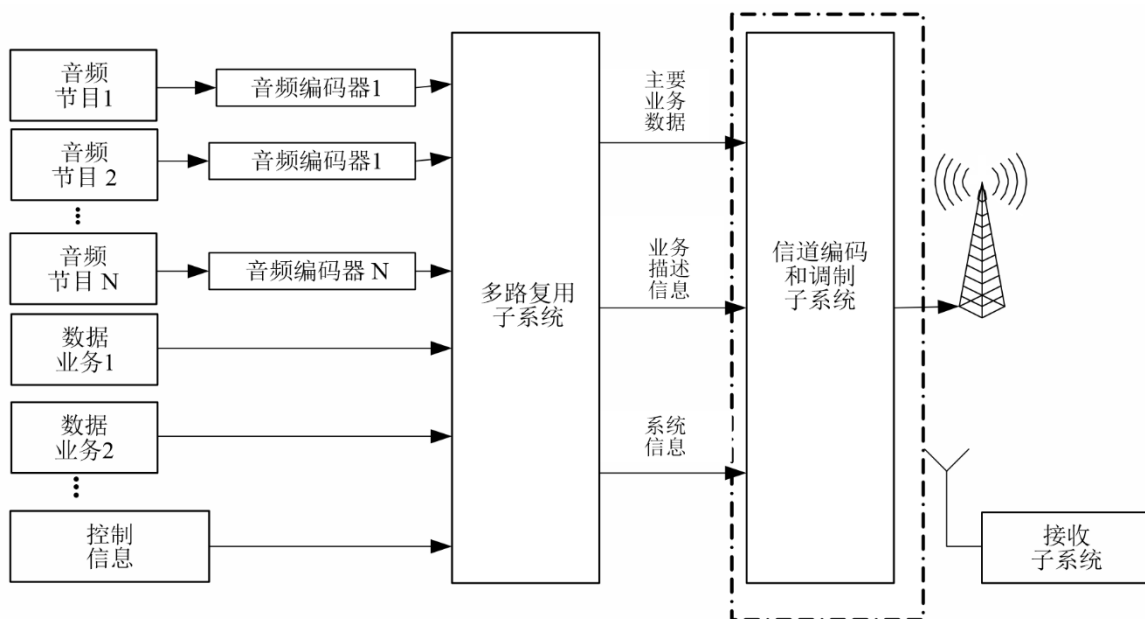 音频
节目1
音频编码器1
音频
节目 2
音频编码器1
音频
节目 N
音频编码器 N
数据
业务1
数据
业务2
控制
信息
多路复用
子系统
主要
业务
数据
业务
描述
信息
系统
信息
信道编码
和调制
子系统
接收
子系统